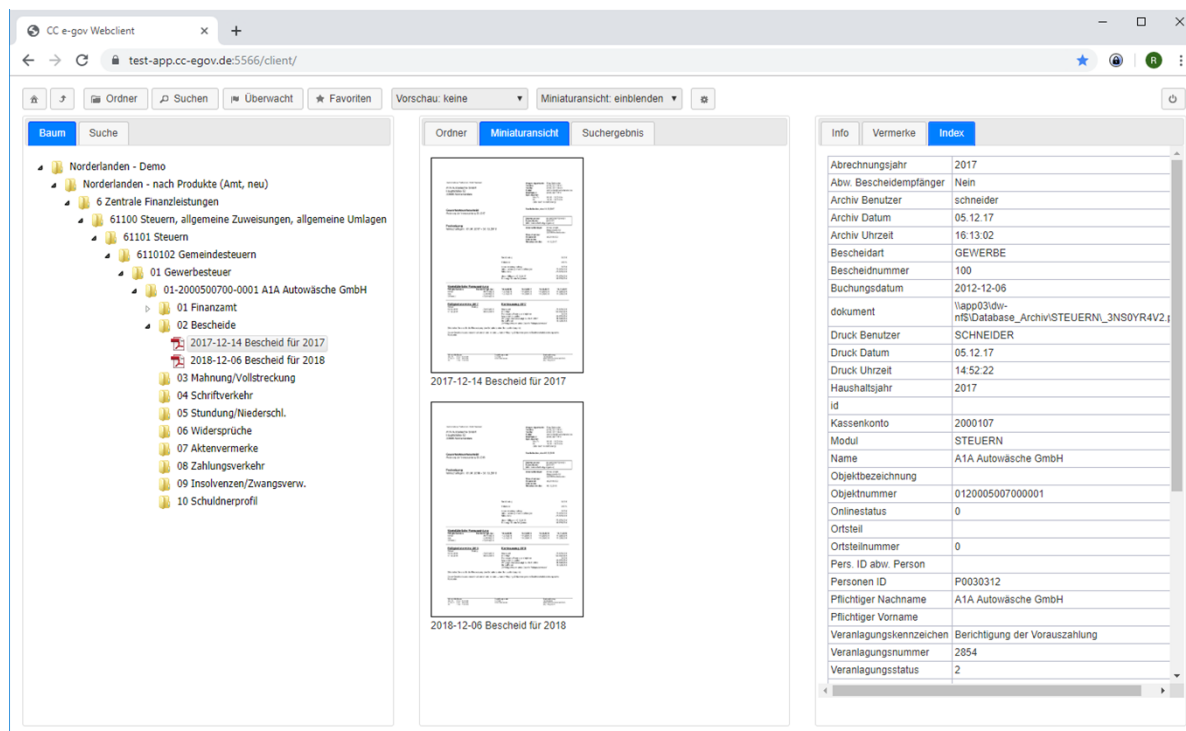 CC e-gov Webclient
test-app.cc-egov.de:5566/client/
R
Ordner
Suchen
Überwacht
Favoriten
Vorschau: keine
Miniaturansicht: einblenden
Baum
Suche
Norderlanden - Demo
Norderlanden - nach Produkte (Amt, neu)
6 Zentrale Finanzleistungen
61100 Steuern, allgemeine Zuweisungen, allgemeine Umlagen
61101 Steuern
6110102 Gemeindesteuern
01 Gewerbesteuer
01-2000500700-0001 A1A Autowäsche GmbH
01 Finanzamt
02 Bescheide
2017-12-14 Bescheid für 2017
2018-12-06 Bescheid für 2018
03 Mahnung/Vollstreckung
04 Schriftverkehr
05 Stundung/Niederschl.
06 Widersprüche
07 Aktenvermerke
08 Zahlungsverkehr
09 Insolvenzen/Zwangsverw.
10 Schuldnerprofil
Ordner
Miniaturansicht
Suchergebnis
2017-12-14 Bescheid für 2017
2018-12-06 Bescheid für 2018
Info
Vermerke
Index
Abrechnungsjahr 2017
Abw. Bescheidempfänger Nein
Archiv Benutzer schneider
Archiv Datum 05.12.17
Archiv Uhrzeit 16:13:02
Bescheidart GEWERBE
Bescheidnummer 100
Buchungsdatum 2012-12-06
dokument \\app03\dw-
nfs\Database_Archiv\STEUERN\_3NS0YR4V2.p
Druck Benutzer SCHNEIDER
Druck Datum 05.12.17
Druck Uhrzeit 14:52:22
Haushaltsjahr 2017
id
Kassenkonto 2000107
Modul STEUERN
Name A1A Autowäsche GmbH
Objektbezeichnung
Objektnummer 0120005007000001
Onlinestatus 0
Ortsteil
Ortsteilnummer 0
Pers. ID abw. Person
Personen ID P0030312
Pflichtiger Nachname A1A Autowäsche GmbH
Pflichtiger Vorname
Veranlagungskennzeichen Berichtigung der Vorauszahlung
Veranlagungsnummer 2854
Veranlagungsstatus 2